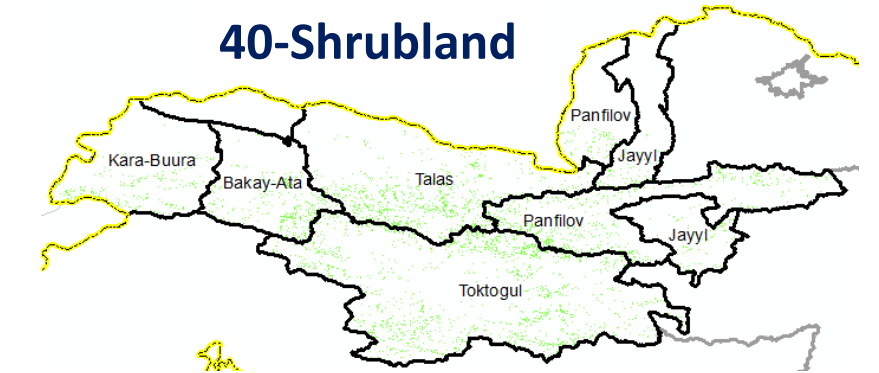 40-Shrubland
Panfilov
Kara-Buura
Jayyl
Bakay-Ata
Talas
Panfilov
Jayyl
Toktogul